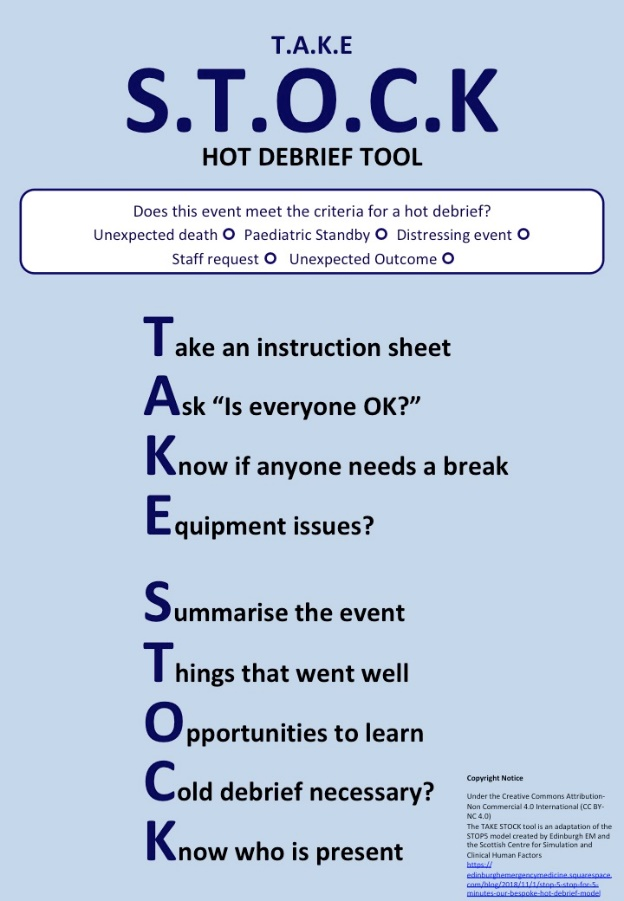 T.A.K.E
S.T.O.C.K
HOT DEBRIEF TOOL
Does this event meet the criteria for a hot debrief?
Unexpected death Paediatric Standby Distressing event
Staff request Unexpected Outcome
Take an instruction sheet
Ask “Is everyone OK?”
Know if anyone needs a break
Equipment issues?
Summarise the event
Things that went well
Opportunities to learn
Cold debrief necessary?
Know who is present
Copyright Notice
Under the Creative Commons Attribution-
Non Commercial 4.0 International (CC BY-
NC 4.0)
The TAKE STOCK tool is an adaptation of the
STOP5 model created by Edinburgh EM and
the Scottish Centre for Simulation and
Clinical Human Factors
https://
edinburghemergencymedicine.squarespace.
com/blog/2018/11/1/stop-5-stop-for-5-
minutes-our-bespoke-hot-debrief-model